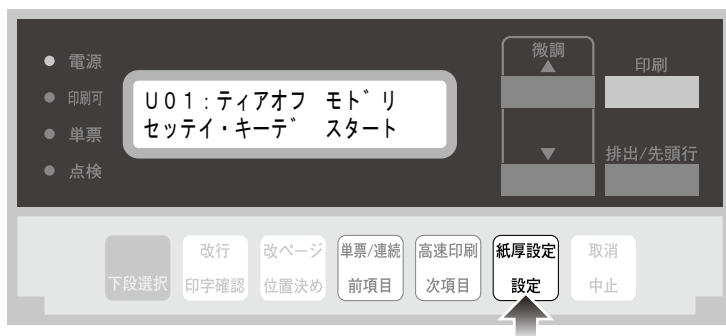 電源
印刷可
単票
点検
U01:ティアオフ モドリ
セッテイ・キーデ スタート
微調
▲
▼
印刷
排出/先頭行
下段選択
改行
印字確認
改ページ
位置決め
単票/連続
前項目
高速印刷
次項目
紙厚設定
設定
取消
中止